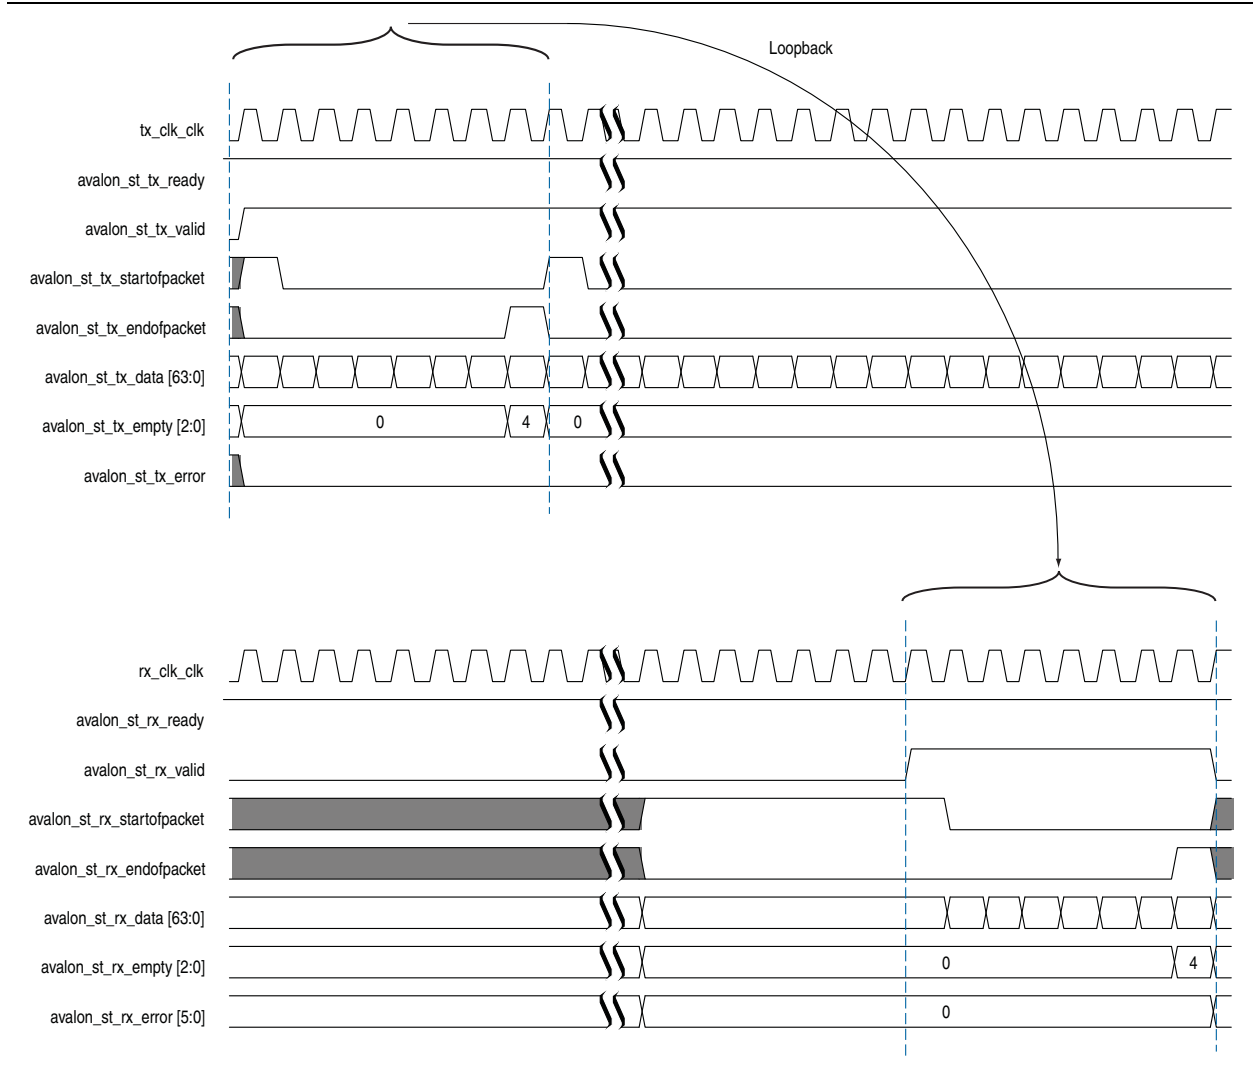 Loopback
tx_clk_clk
avalon_st_tx_ready
avalon_st_tx_valid
avalon_st_tx_startofpacket
avalon_st_tx_endofpacket
avalon_st_tx_data [63:0]
avalon_st_tx_empty [2:0] 0 4 0
avalon_st_tx_error
rx_clk_clk
avalon_st_rx_ready
avalon_st_rx_valid
avalon_st_rx_startofpacket
avalon_st_rx_endofpacket
avalon_st_rx_data [63:0]
avalon_st_rx_empty [2:0] 0 4
avalon_st_rx_error [5:0] 0